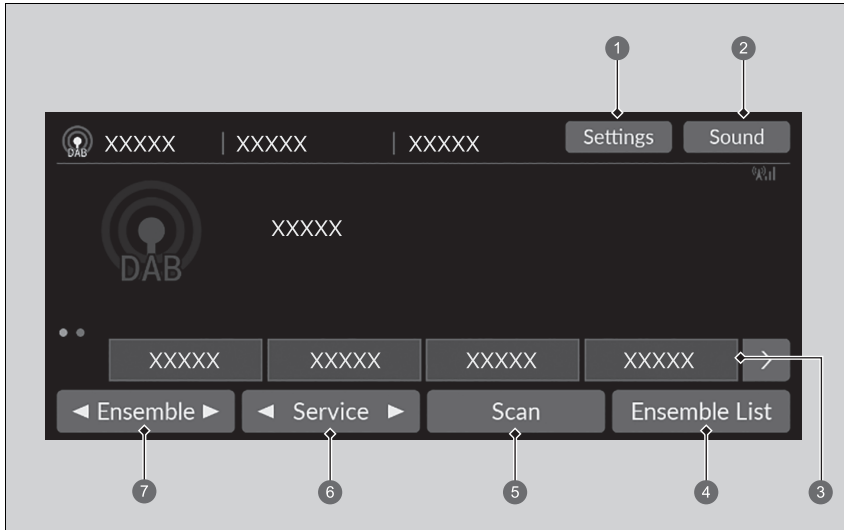 1 2
DAB XXXXX | XXXXX | XXXXX Settings Sound
XXXXX
DAB
XXXXX XXXXX XXXXX XXXXX >
◄ Ensemble ► ◄ Service ► Scan Ensemble List
7 6 5 4 3